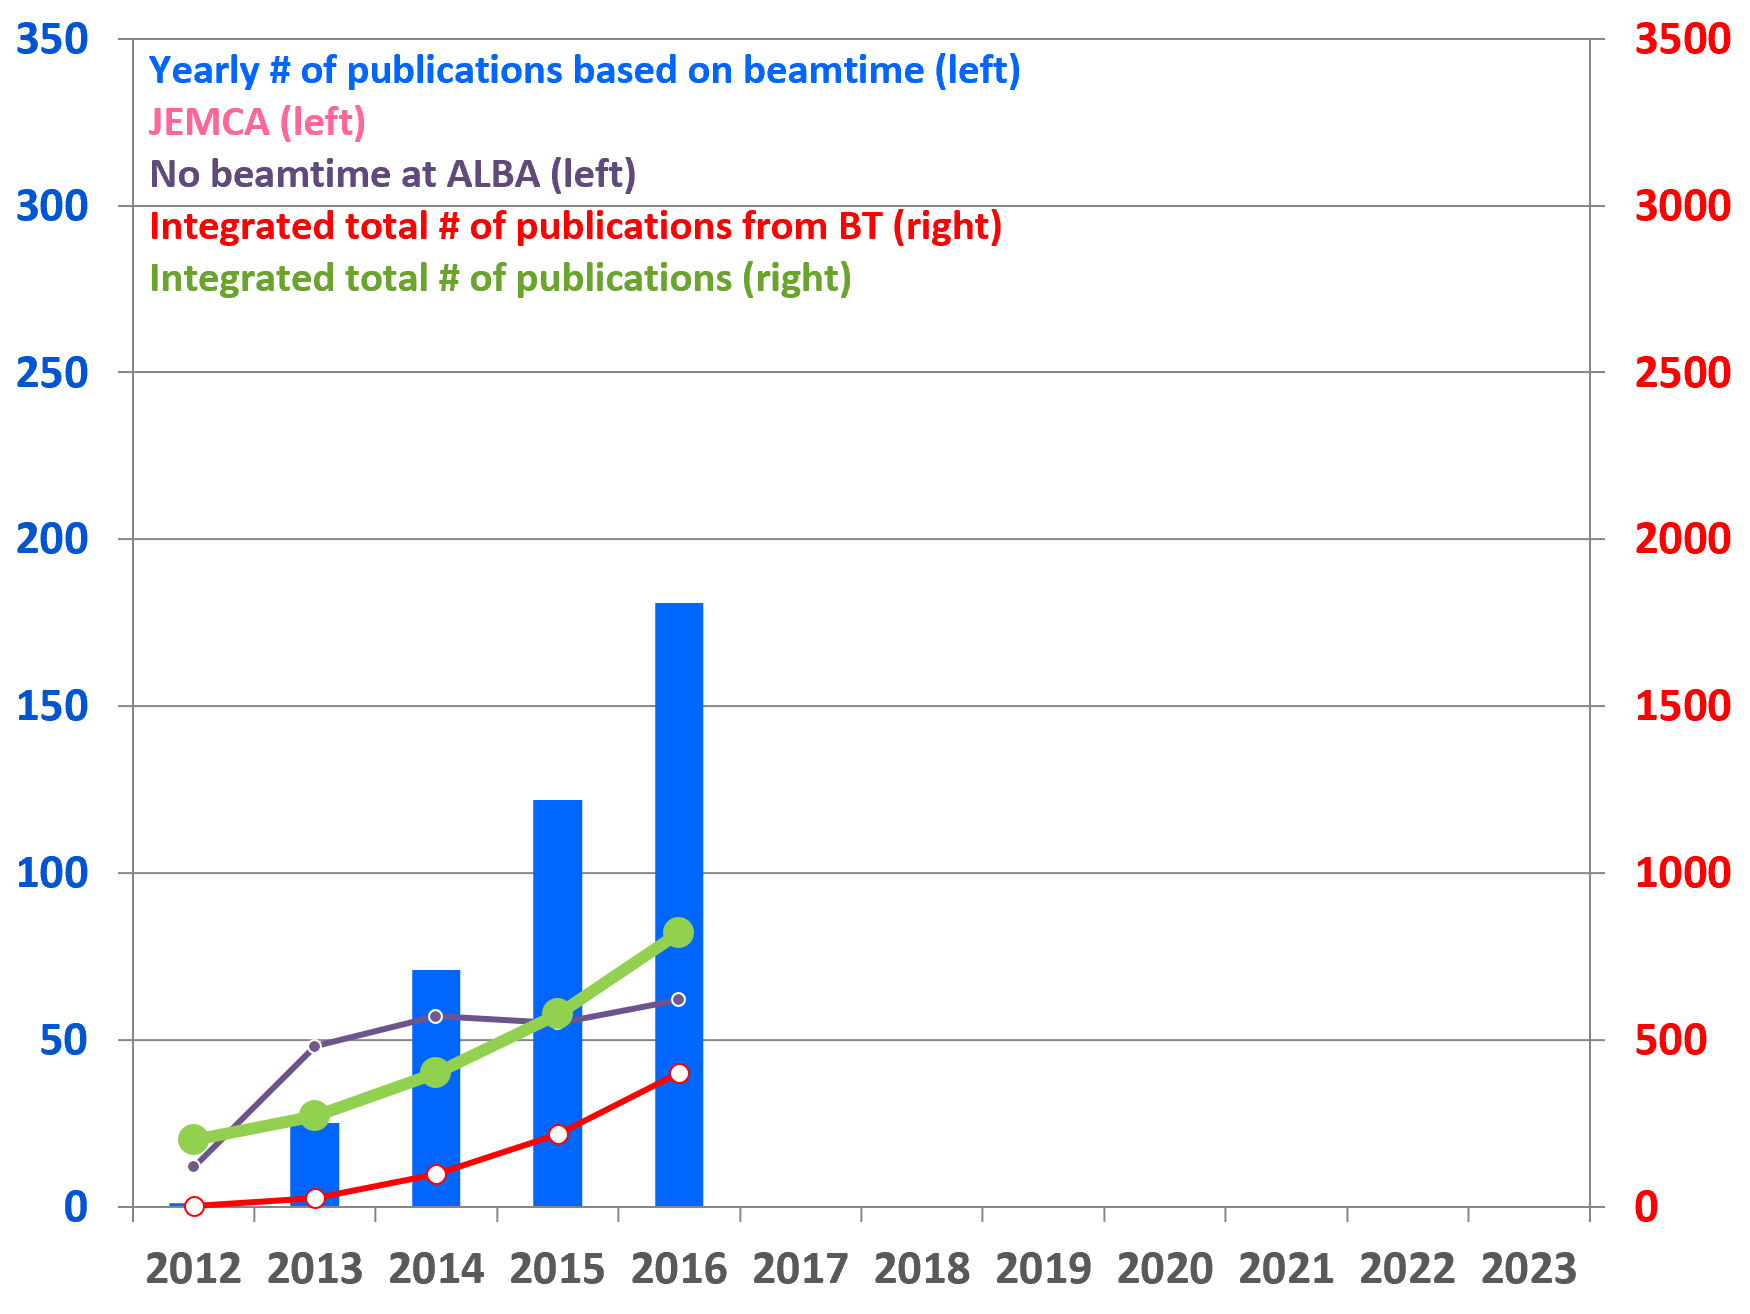 Yearly # of publications based on beamtime (left)
JEMCA (left)
No beamtime at ALBA (left)
Integrated total # of publications from BT (right)
Integrated total # of publications (right)
350 3500
300 3000
250 2500
200 2000
150 1500
100 1000
50 500
0 0
2012 2013 2014 2015 2016 2017 2018 2019 2020 2021 2022 2023